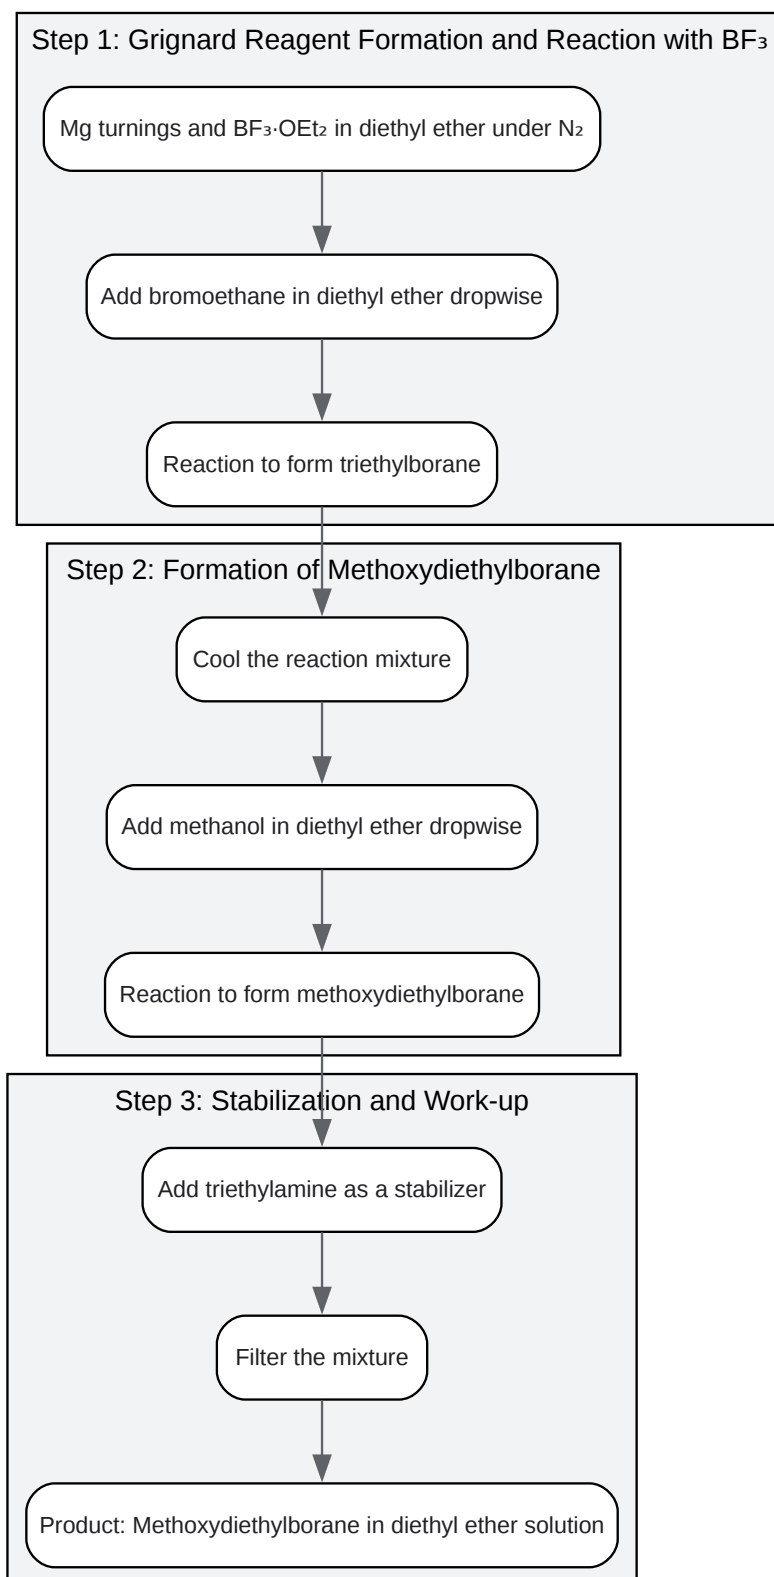 Step 1: Grignard Reagent Formation and Reaction with BF₃
Mg turnings and BF₃·OEt₂ in diethyl ether under N₂
Add bromoethane in diethyl ether dropwise
Reaction to form triethylborane
Step 2: Formation of Methoxydiethylborane
Cool the reaction mixture
Add methanol in diethyl ether dropwise
Reaction to form methoxydiethylborane
Step 3: Stabilization and Work-up
Add triethylamine as a stabilizer
Filter the mixture
Product: Methoxydiethylborane in diethyl ether solution